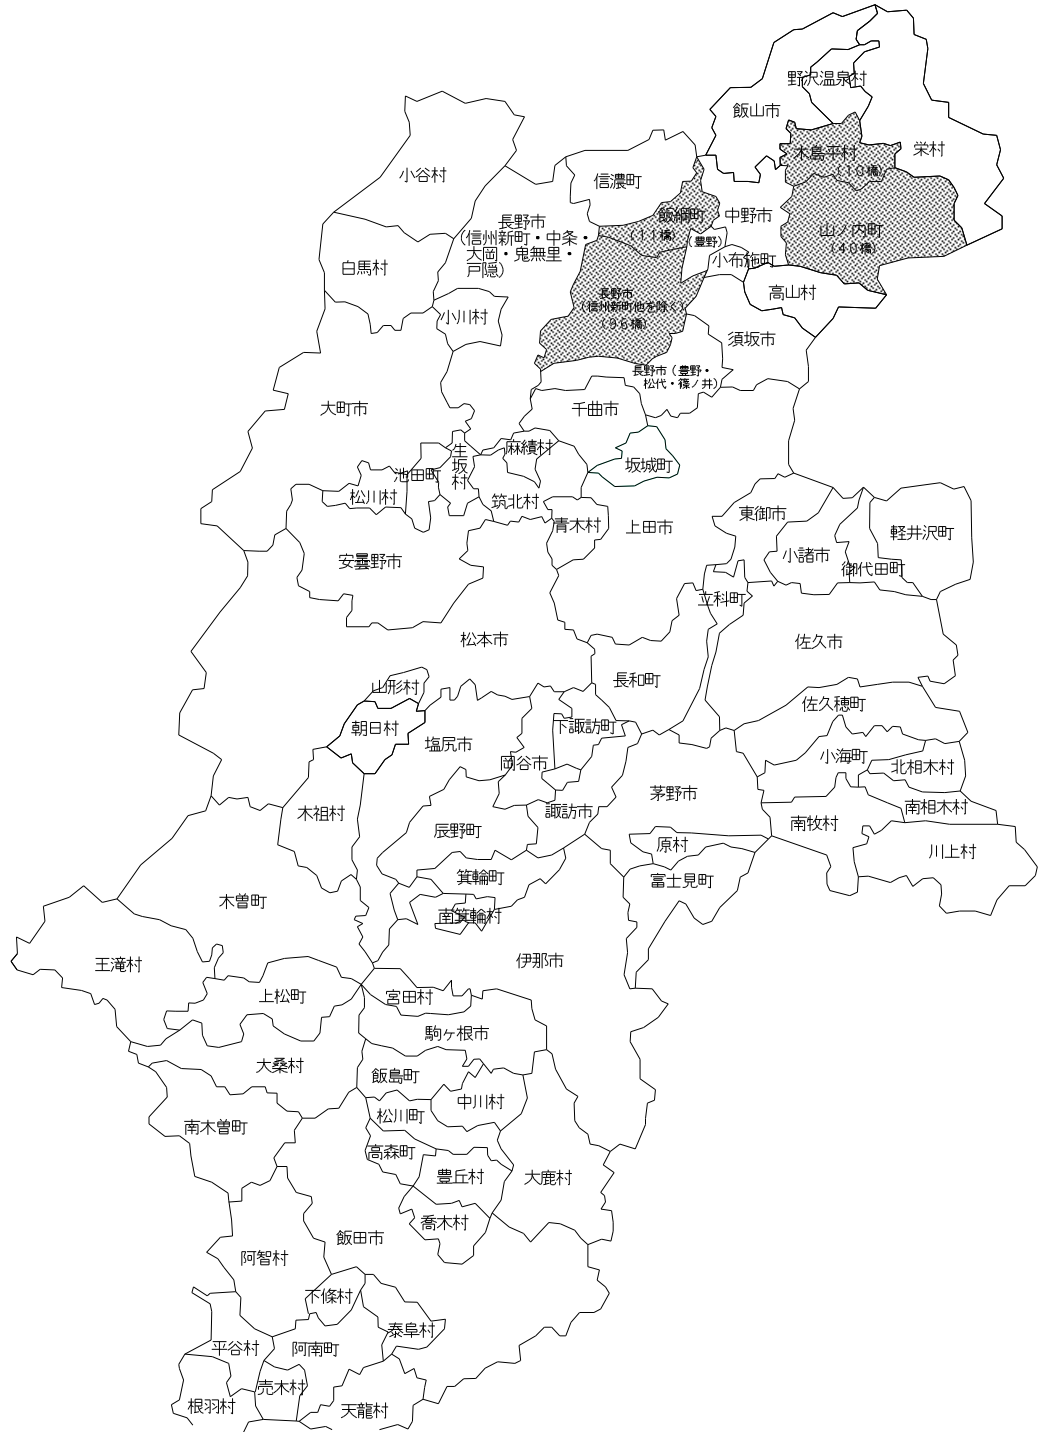 野沢温泉村
飯山市
栄村
木島平村
(10橋)
小谷村
信濃町
飯綱町
(11橋)
中野市
山ノ内町
(40橋)
長野市
(信州新町・中条・
大岡・鬼無里・
戸隠)
(豊野)
小布施町
白馬村
高山村
長野市
(信州新町他を除く)
(96橋)
小川村
須坂市
長野市(豊野・
松代・篠ノ井)
大町市
千曲市
麻績村
生坂村
池田町
坂城町
松川村
筑北村
青木村
上田市
東御市
軽井沢町
小諸市
御代田町
安曇野市
立科町
松本市
佐久市
長和町
山形村
佐久穂町
朝日村
下諏訪町
塩尻市
岡谷市
小海町
北相木村
茅野市
南相木村
木祖村
諏訪市
南牧村
辰野町
原村
川上村
箕輪町
富士見町
木曽町
南箕輪村
王滝村
伊那市
上松町
宮田村
駒ヶ根市
大桑村
飯島町
中川村
松川町
南木曽町
高森町
豊丘村
大鹿村
喬木村
飯田市
阿智村
下條村
泰阜村
平谷村
阿南町
売木村
根羽村
天龍村